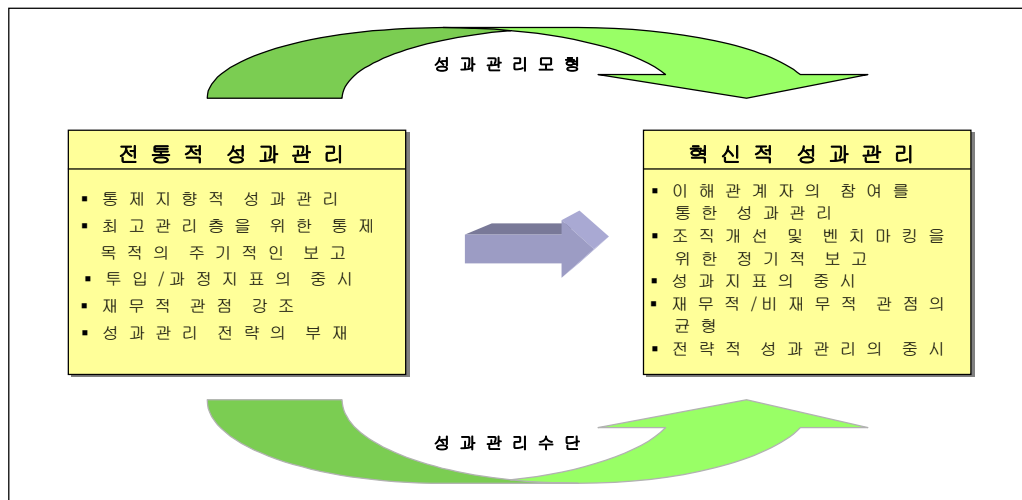 성과관리모형
전통적 성과관리
▪ 통제지향적 성과관리
▪ 최고관리층을 위한 통제
목적의 주기적인 보고
▪ 투입/과정지표의 중시
▪ 재무적 관점 강조
▪ 성과관리 전략의 부재
혁신적 성과관리
▪ 이해관계자의 참여를
통한 성과관리
▪ 조직개선 및 벤치마킹을
위한 정기적 보고
▪ 성과지표의 중시
▪ 재무적/비재무적 관점의
균형
▪ 전략적 성과관리의 중시
성과관리수단